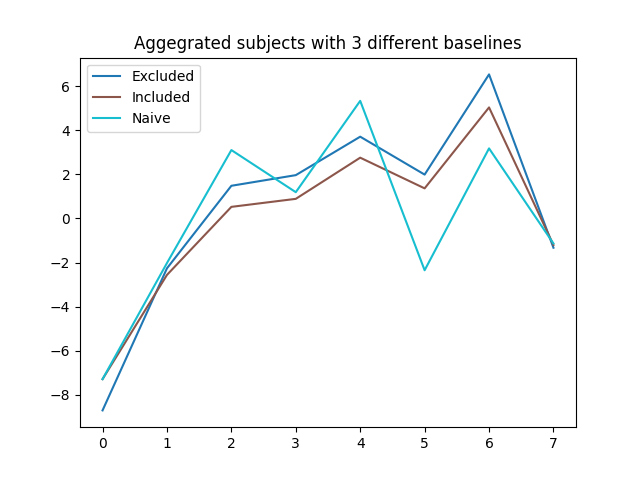 Aggegrated subjects with 3 different baselines
Excluded
Included
Naive
6
4
2
0
−2
−4
−6
−8
0 1 2 3 4 5 6 7